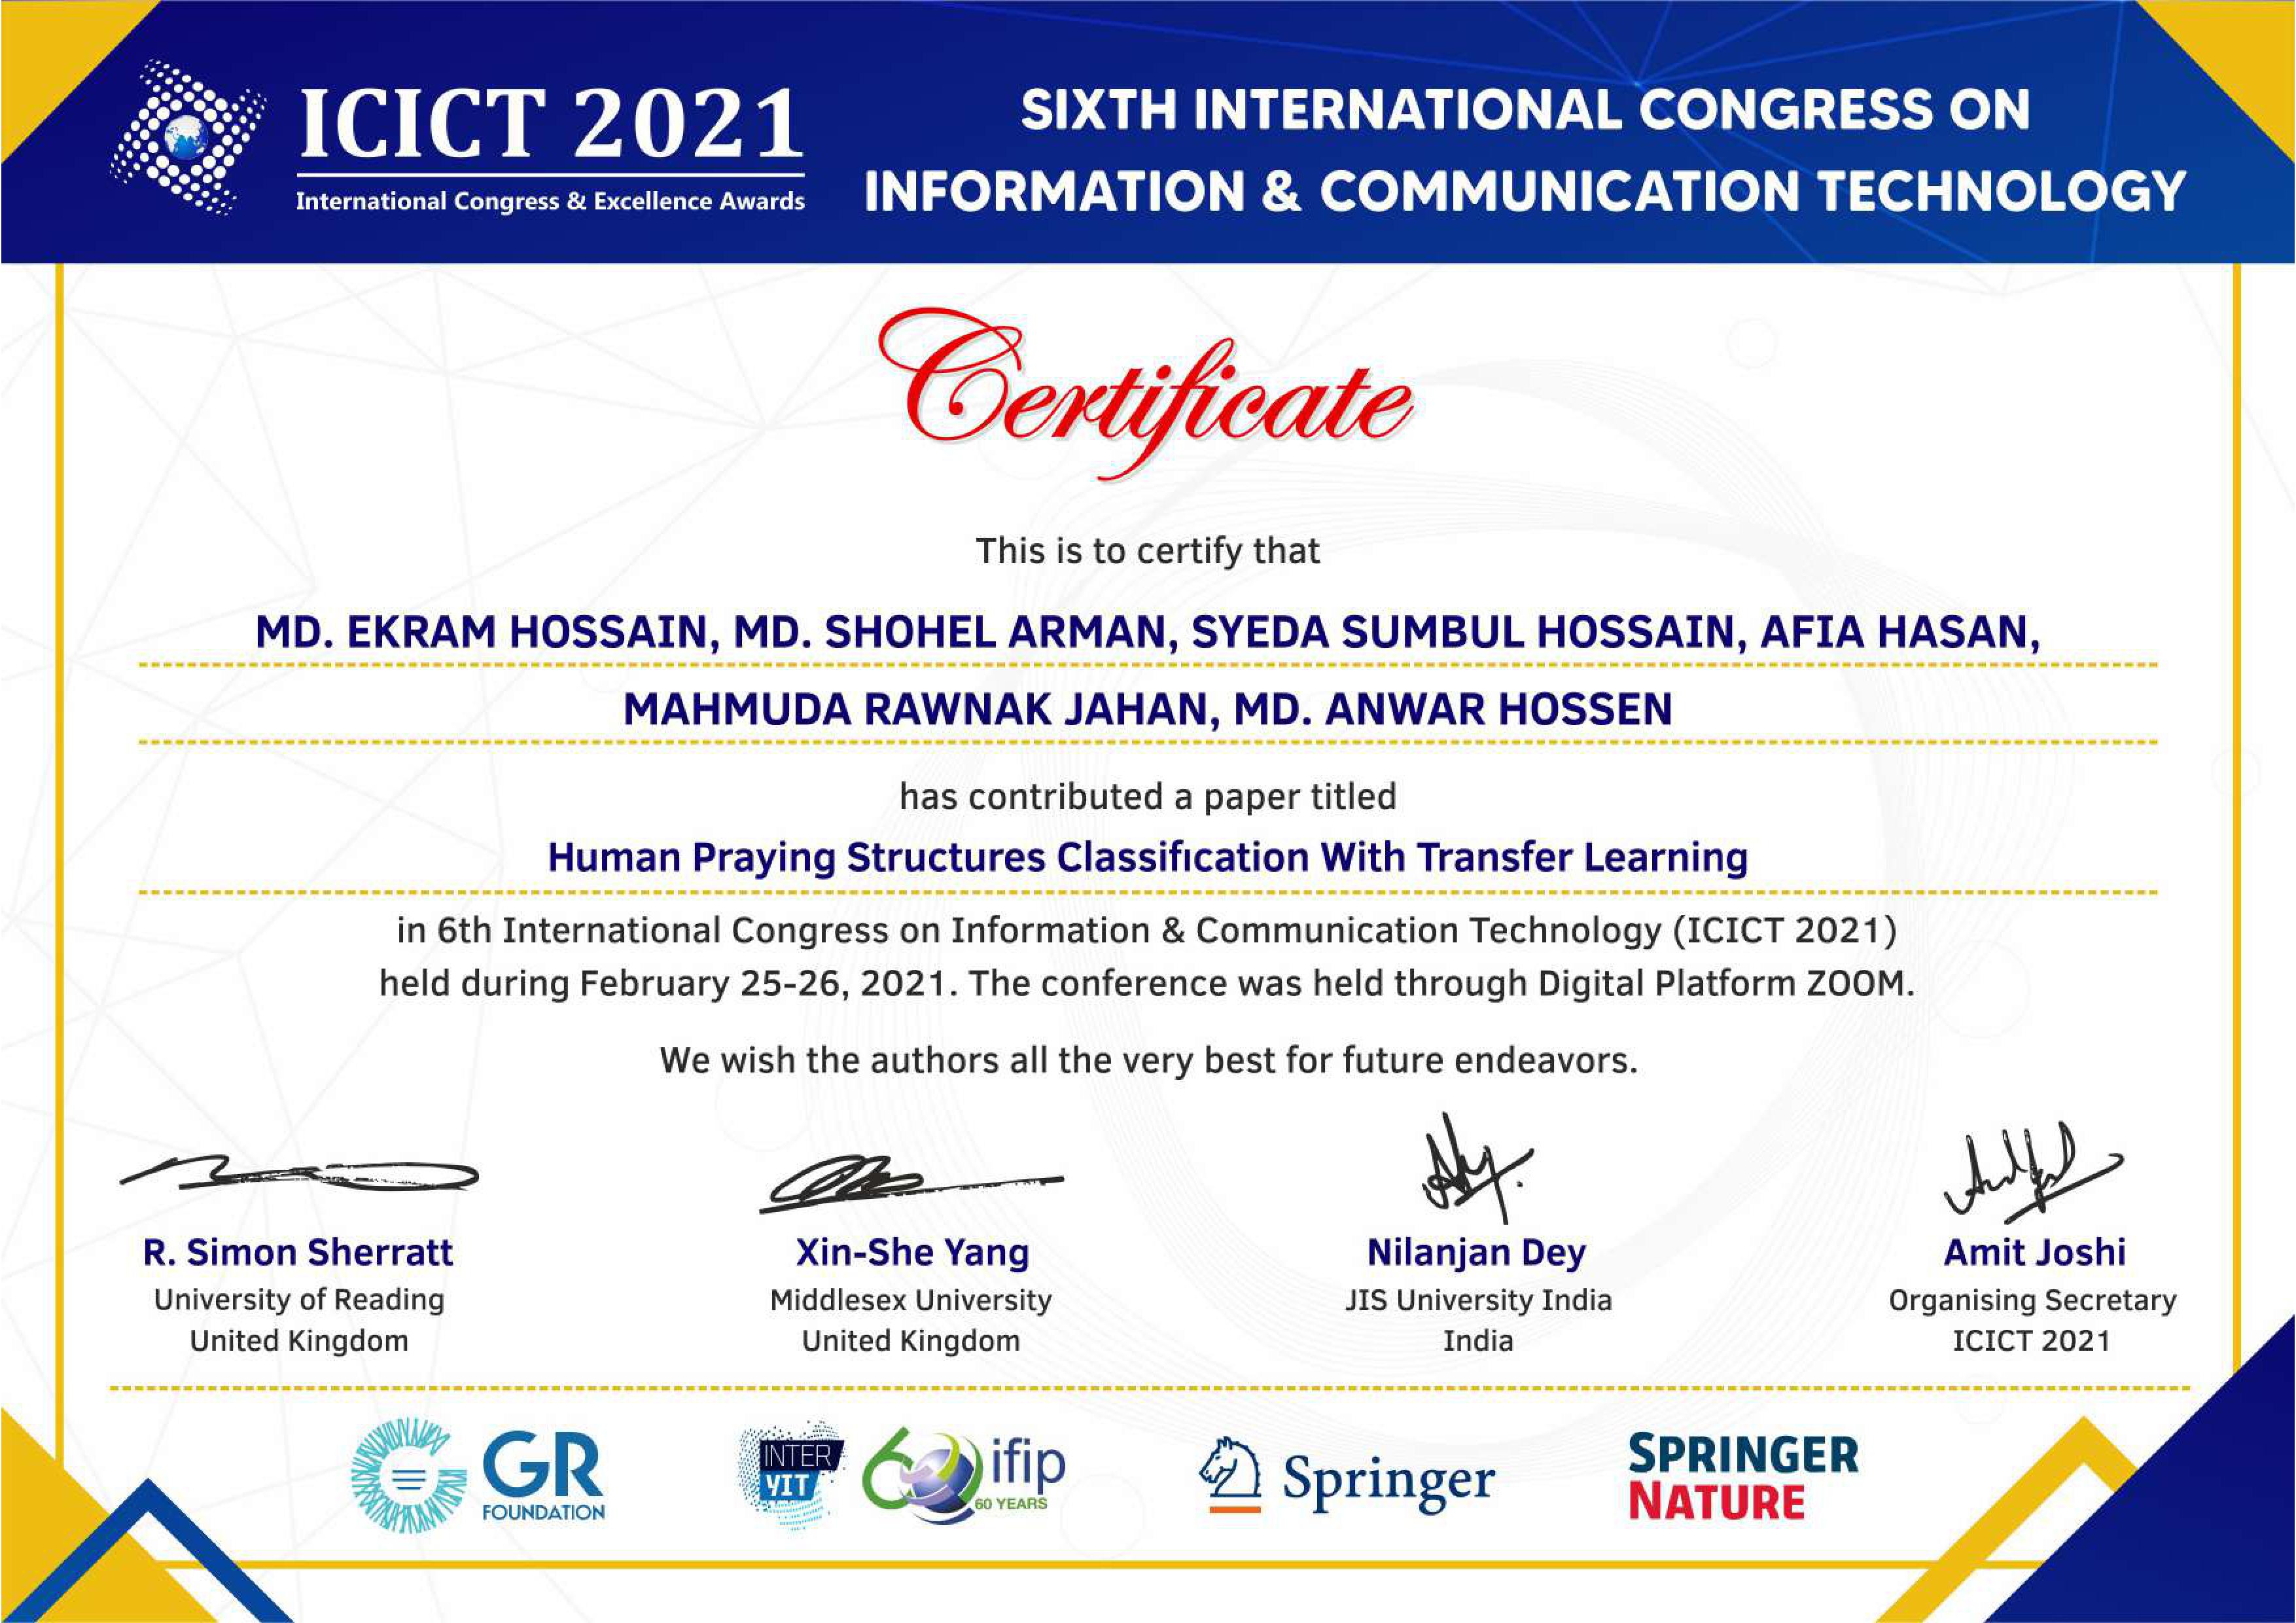 ICICT 2021
International Congress & Excellence Awards
SIXTH INTERNATIONAL CONGRESS ON
INFORMATION & COMMUNICATION TECHNOLOGY
Certificate
This is to certify that
MD. EKRAM HOSSAIN, MD. SHOHEL ARMAN, SYEDA SUMBUL HOSSAIN, AFIA HASAN,
MAHMUDA RAWNAK JAHAN, MD. ANWAR HOSSEN
has contributed a paper titled
Human Praying Structures Classification With Transfer Learning
in 6th International Congress on Information & Communication Technology (ICICT 2021)
held during February 25-26, 2021. The conference was held through Digital Platform ZOOM.
We wish the authors all the very best for future endeavors.
R. Simon Sherratt
University of Reading
United Kingdom
Xin-She Yang
Middlesex University
United Kingdom
Nilanjan Dey
JIS University India
India
Amit Joshi
Organising Secretary
ICICT 2021
GR
FOUNDATION
INTER
YIT
60 ifip
60 YEARS
Springer
SPRINGER
NATURE